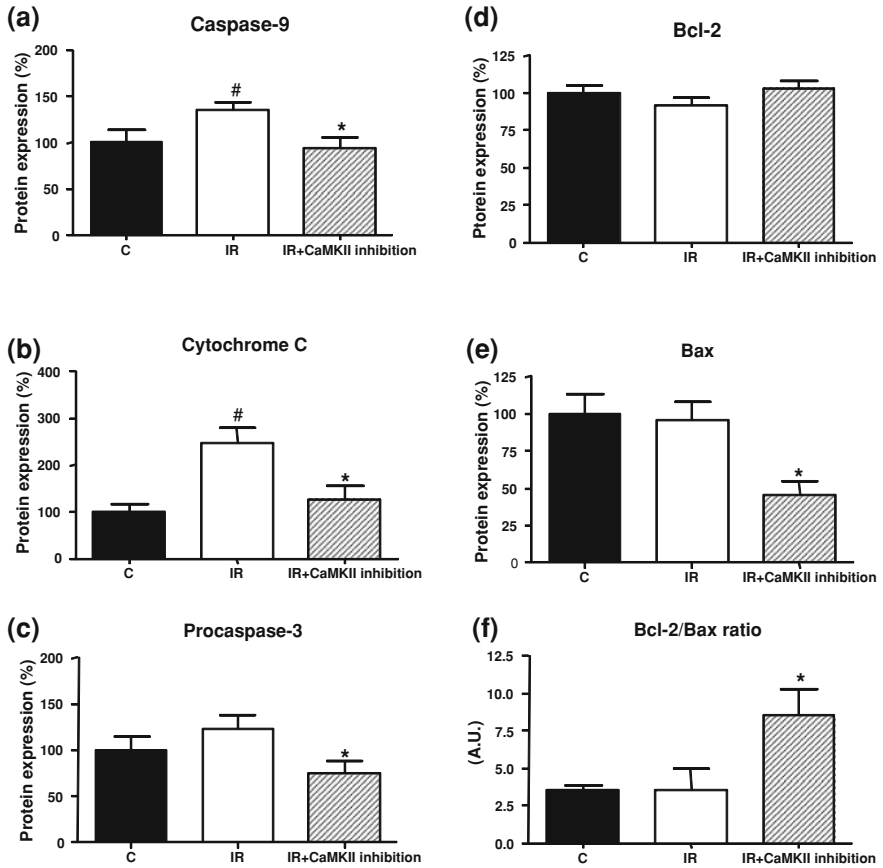 (a)
Caspase-9
Protein expression (%)
200
150
100
50
0
#
*
C
IR
IR+CaMKII inhibition
(b)
Cytochrome C
Protein expression (%)
400
300
200
100
0
#
*
C
IR
IR+CaMKII inhibition
(c)
Procaspase-3
Protein expression (%)
200
150
100
50
0
*
C
IR
IR+CaMKII inhibition
(d)
Bcl-2
Ptorein expression (%)
125
100
75
50
25
0
C
IR
IR+CaMKII inhibition
(e)
Bax
Protein expression (%)
125
100
75
50
25
0
*
C
IR
IR+CaMKII inhibition
(f)
Bcl-2/Bax ratio
(A.U.)
12.5
10.0
7.5
5.0
2.5
0.0
*
C
IR
IR+CaMKII inhibition